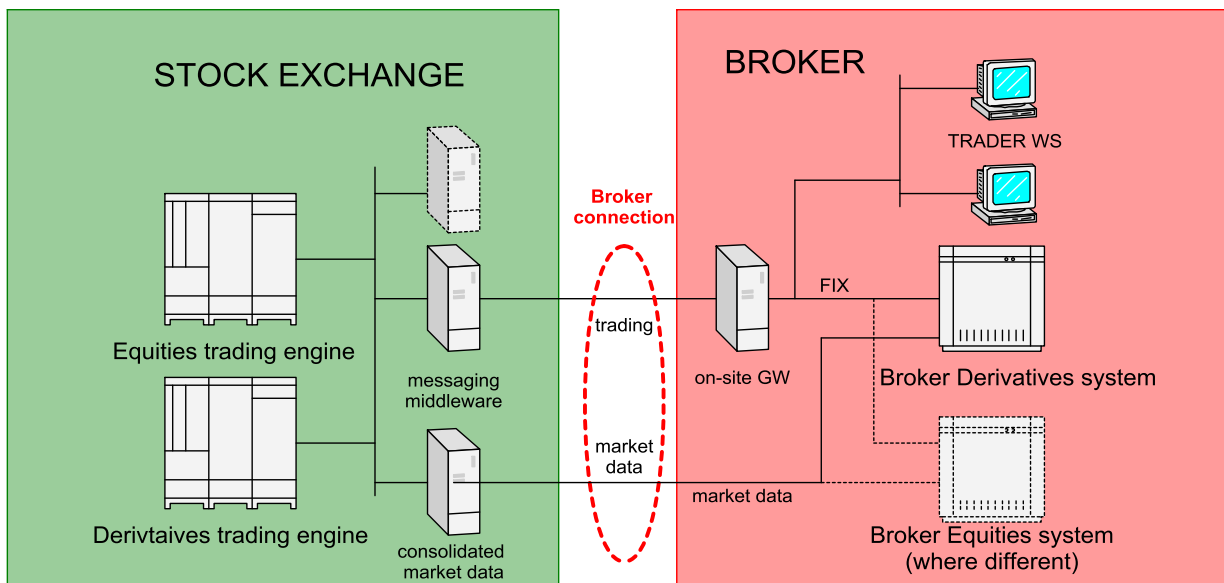 STOCK EXCHANGE
BROKER
TRADER WS
Broker
connection
FIX
trading
Equities trading engine
messaging
middleware
on-site GW
Broker Derivatives system
market
data
market data
Derivtaives trading engine
consolidated
market data
Broker Equities system
(where different)